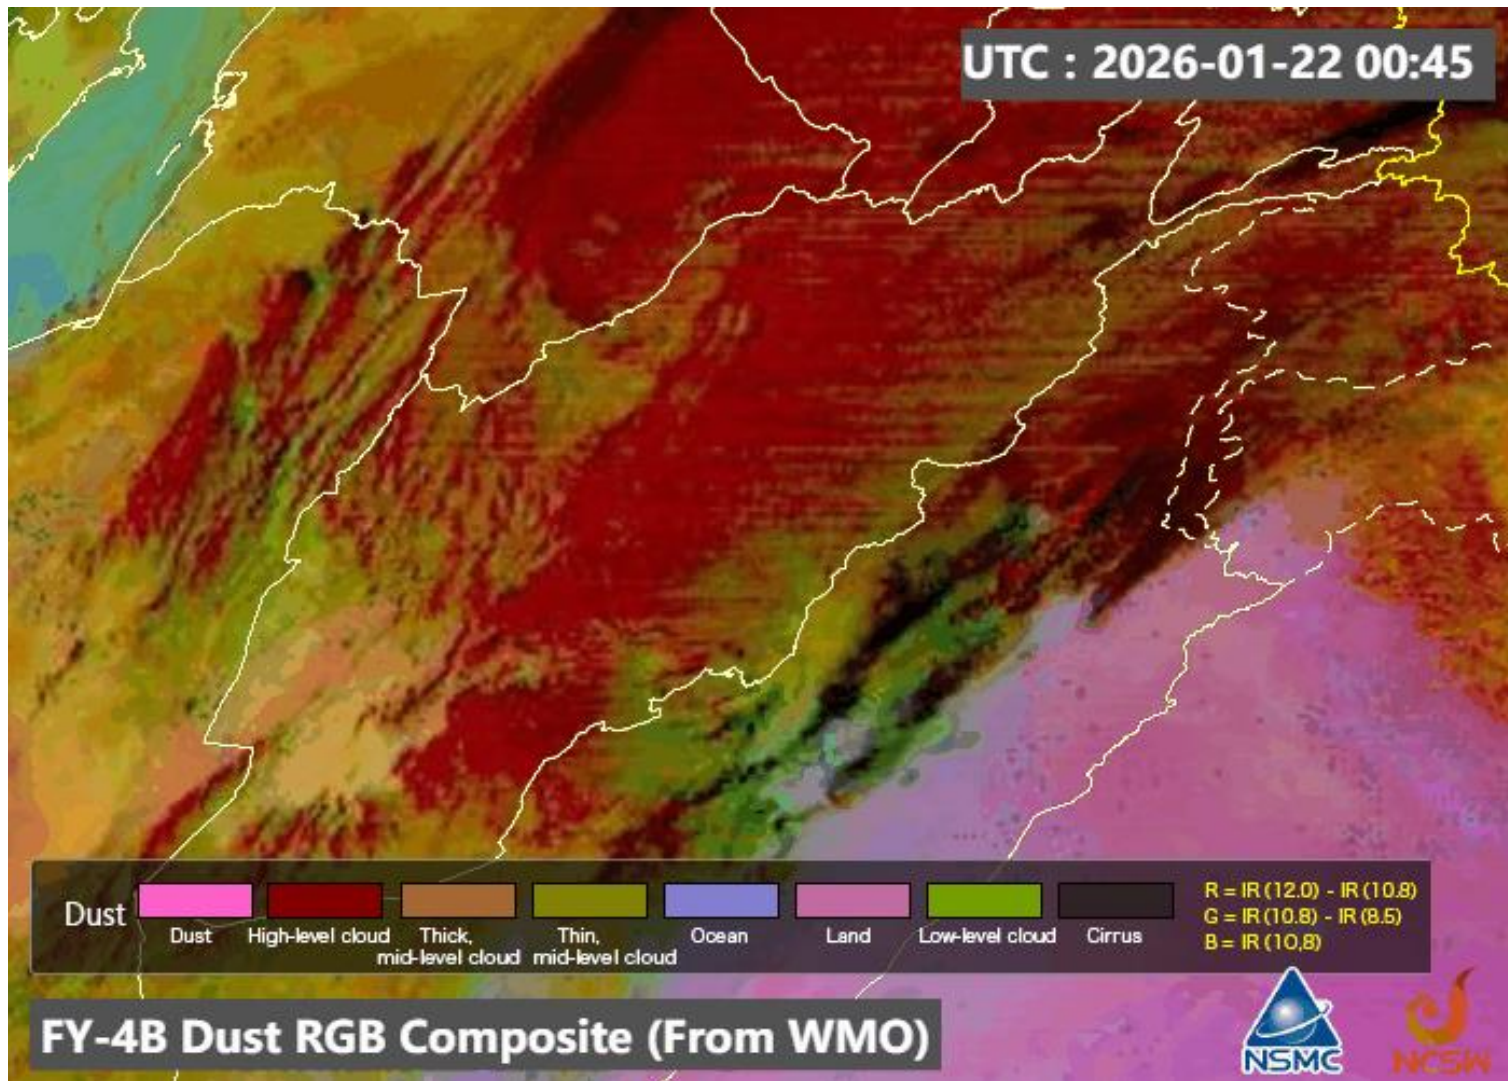 UTC : 2026-01-22 00:45
Dust
Dust
High-level cloud
Thick,
mid-level cloud
Thin,
mid-level cloud
Ocean
Land
Low-level cloud
Cirrus
R = IR (12.0) - IR (10.8)
G = IR (10.8) - IR (8.5)
B = IR (10,8)
FY-4B Dust RGB Composite (From WMO)
NSMC
NCSW